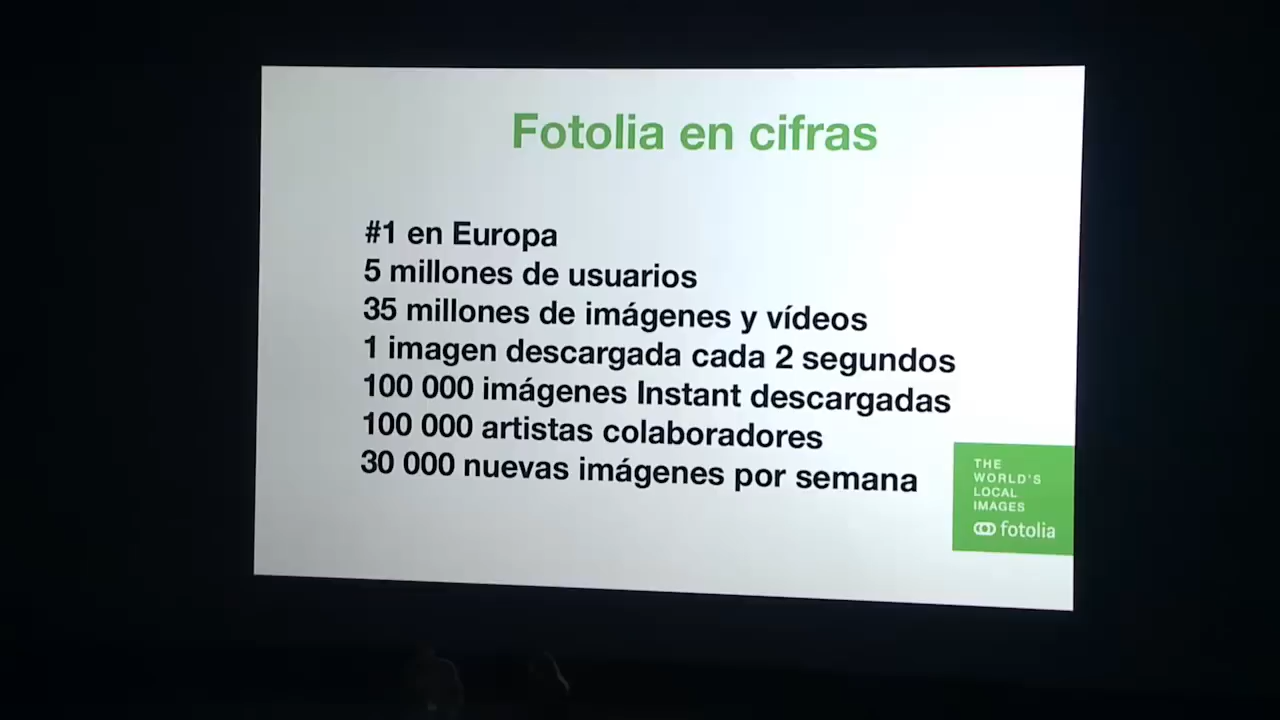 Fotolia en cifras
#1 en Europa
5 millones de usuarios
35 millones de imágenes y vídeos
1 imagen descargada cada 2 segundos
100 000 imágenes Instant descargadas
100 000 artistas colaboradores
30 000 nuevas imágenes por semana
THE
WORLD'S
LOCAL
IMAGES
fotolia